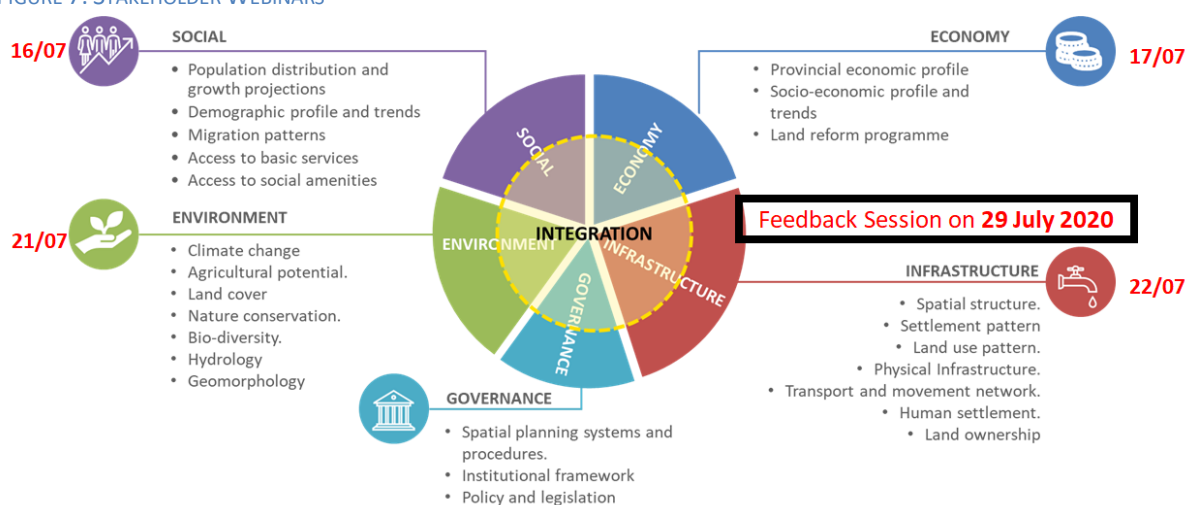 FIGURE 7: STAKEHOLDER WEBINARS
16/07
SOCIAL
• Population distribution and
growth projections
• Demographic profile and trends
• Migration patterns
• Access to basic services
• Access to social amenities
ECONOMY
17/07
• Provincial economic profile
• Socio-economic profile and
trends
• Land reform programme
SOCIAL
ECONOMY
ENVIRONMENT
INTEGRATION
INFRASTRUCTURE
GOVERNANCE
21/07
ENVIRONMENT
• Climate change
• Agricultural potential.
• Land cover
• Nature conservation.
• Bio-diversity.
• Hydrology
• Geomorphology
Feedback Session on 29 July 2020
INFRASTRUCTURE
22/07
• Spatial structure.
• Settlement pattern
• Land use pattern.
• Physical Infrastructure.
• Transport and movement network.
• Human settlement.
• Land ownership
GOVERNANCE
• Spatial planning systems and
procedures.
• Institutional framework
• Policy and legislation